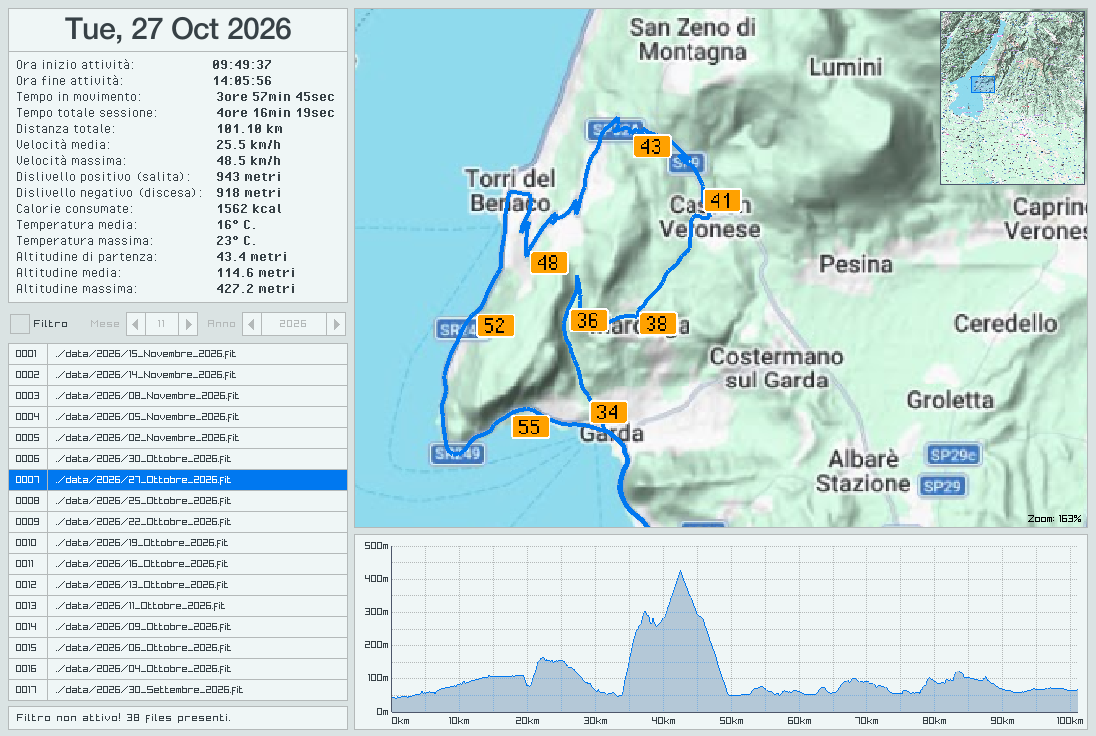 Tue, 27 Oct 2026
Ora inizio attività: 09:49:37
Ora fine attività: 14:05:56
Tempo in movimento: 3ore 57min 45sec
Tempo totale sessione: 4ore 16min 19sec
Distanza totale: 101.10 km
Velocità media: 25.5 km/h
Velocità massima: 48.5 km/h
Dislivello positivo (salita): 943 metri
Dislivello negativo (discesa): 918 metri
Calorie consumate: 1562 kcal
Temperatura media: 16° C.
Temperatura massima: 23° C.
Altitudine di partenza: 43.4 metri
Altitudine media: 114.6 metri
Altitudine massima: 427.2 metri
Filtro Mese 11 Anno 2026
0001 ./data/2026/15_Novembre_2026.fit
0002 ./data/2026/14_Novembre_2026.fit
0003 ./data/2026/08_Novembre_2026.fit
0004 ./data/2026/05_Novembre_2026.fit
0005 ./data/2026/02_Novembre_2026.fit
0006 ./data/2026/30_Ottobre_2026.fit
0007 ./data/2026/27_Ottobre_2026.fit
0008 ./data/2026/25_Ottobre_2026.fit
0009 ./data/2026/22_Ottobre_2026.fit
0010 ./data/2026/19_Ottobre_2026.fit
0011 ./data/2026/16_Ottobre_2026.fit
0012 ./data/2026/13_Ottobre_2026.fit
0013 ./data/2026/11_Ottobre_2026.fit
0014 ./data/2026/09_Ottobre_2026.fit
0015 ./data/2026/06_Ottobre_2026.fit
0016 ./data/2026/04_Ottobre_2026.fit
0017 ./data/2026/30_Settembre_2026.fit
Filtro non attivo! 38 files presenti.
San Zeno di
Montagna
Lumini
43
SP9
Torri del
Benaco
41
Veronese
Caprin
Verones
48
Pesina
52
36
38
Ceredello
Costermano
sul Garda
Groletta
34
55
Garda
SR249
Albarè
Stazione
SP29c
SP29
Zoom: 163%
500m
400m
300m
200m
100m
0m
0km 10km 20km 30km 40km 50km 60km 70km 80km 90km 100km